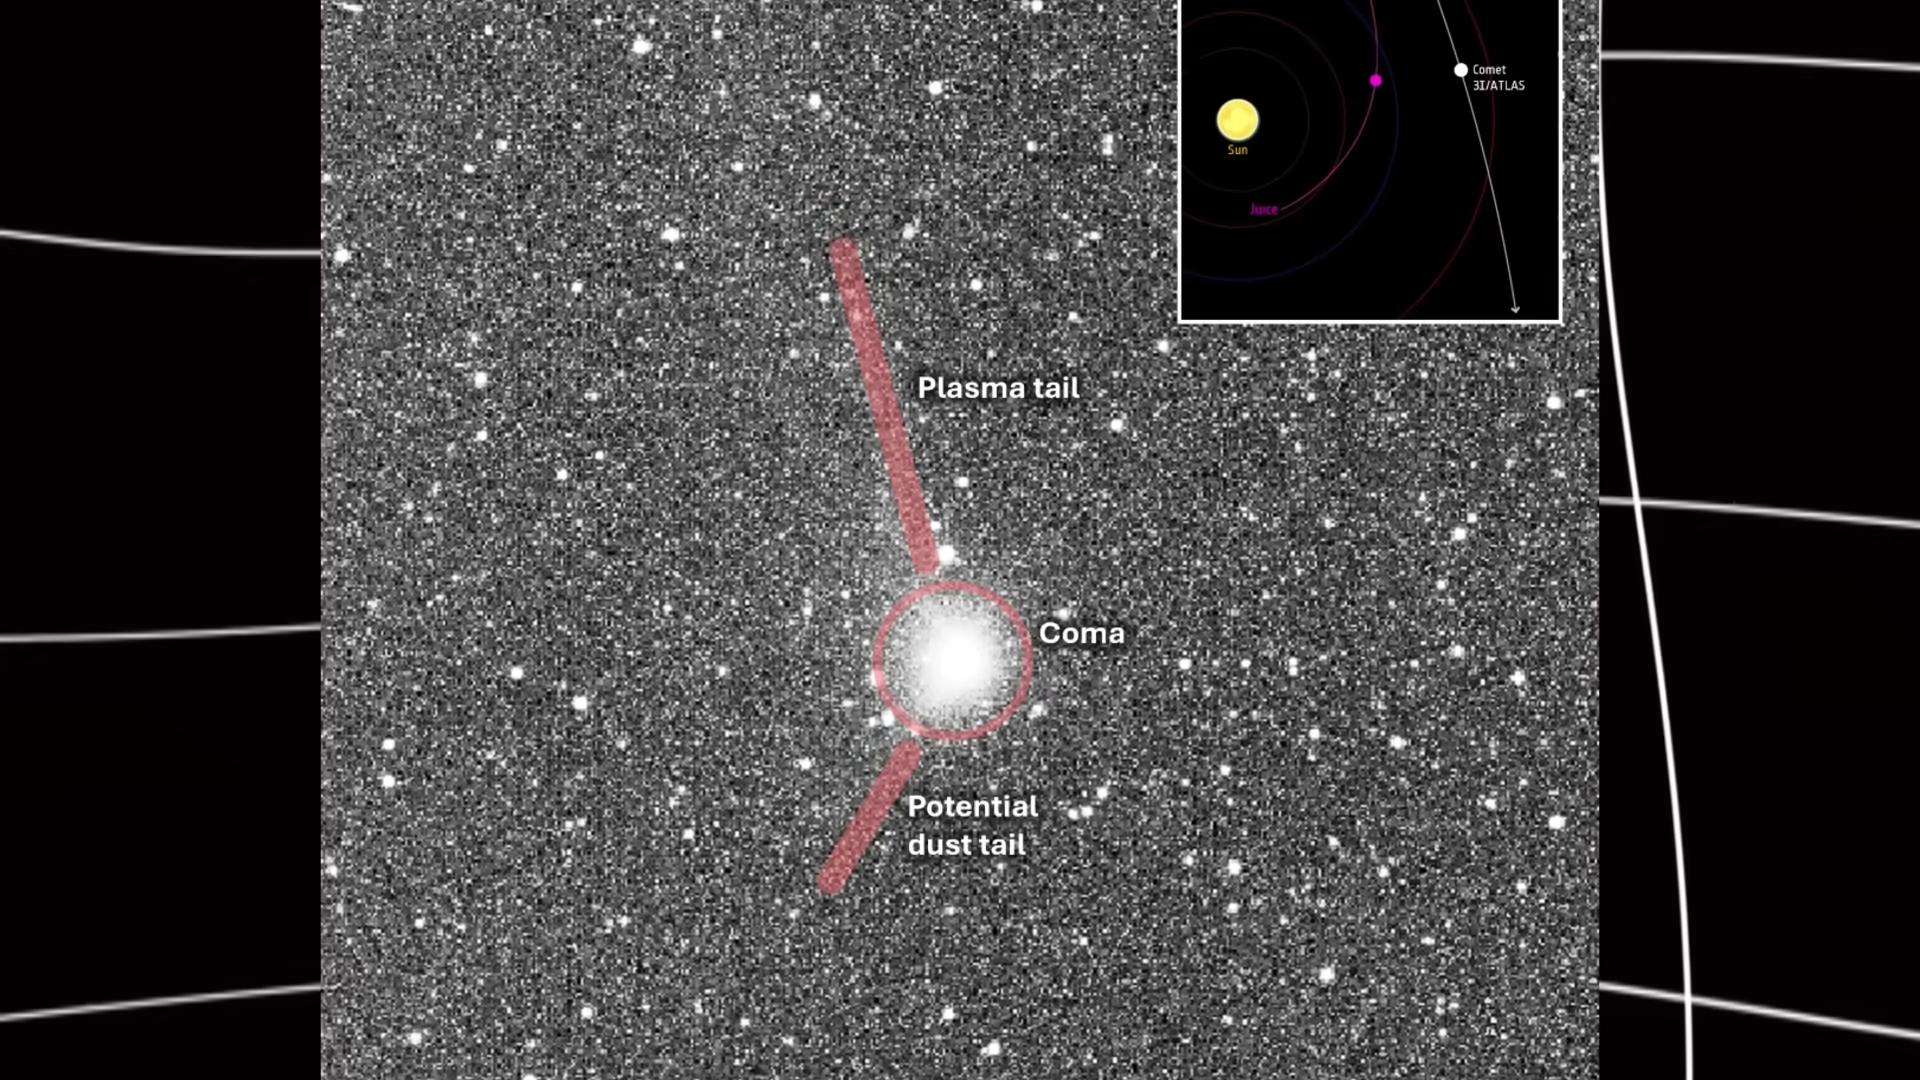 Comet
3I/ATLAS
Sun
Juice
Plasma tail
Coma
Potential
dust tail